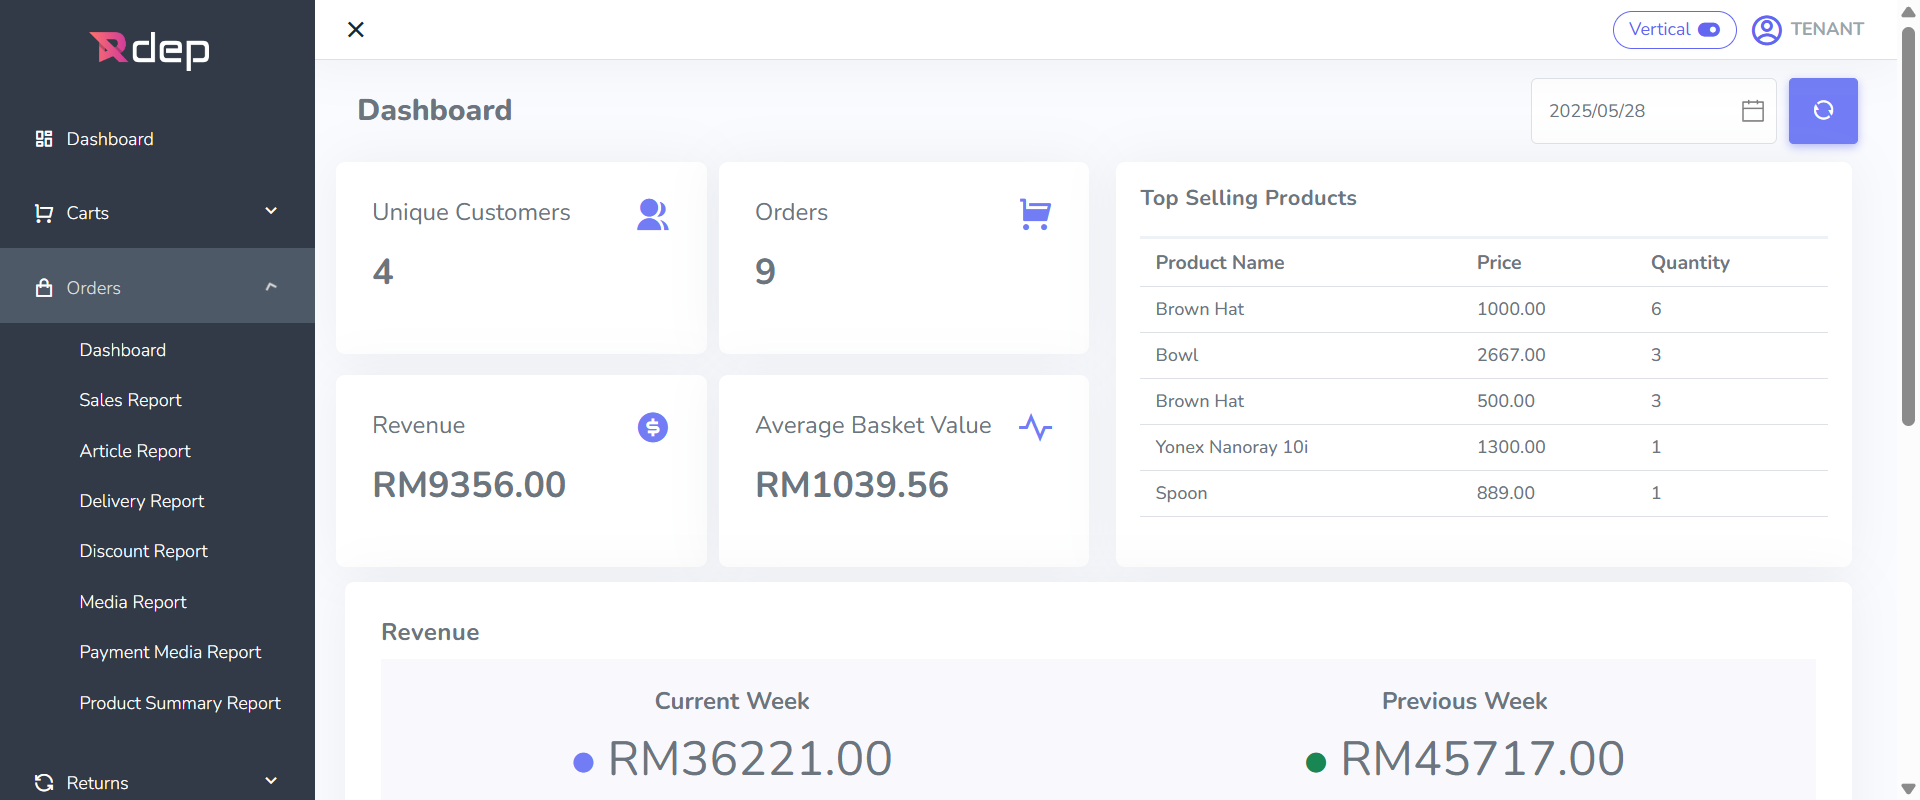 Rdep
Dashboard
Carts
Orders
Dashboard
Sales Report
Article Report
Delivery Report
Discount Report
Media Report
Payment Media Report
Product Summary Report
Returns
Vertical
TENANT
Dashboard
2025/05/28
Unique Customers
4
Orders
9
Revenue
RM9356.00
Average Basket Value
RM1039.56
Top Selling Products
Product Name Price Quantity
Brown Hat 1000.00 6
Bowl 2667.00 3
Brown Hat 500.00 3
Yonex Nanoray 10i 1300.00 1
Spoon 889.00 1
Revenue
Current Week
RM36221.00
Previous Week
RM45717.00